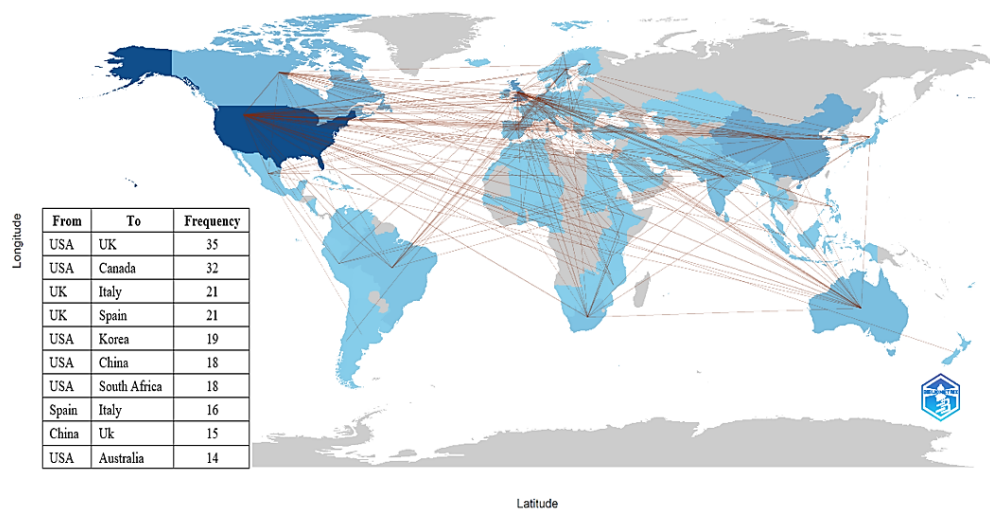 Longitude
From To Frequency
USA UK 35
USA Canada 32
UK Italy 21
UK Spain 21
USA Korea 19
USA China 18
USA South Africa 18
Spain Italy 16
China Uk 15
USA Australia 14
Latitude